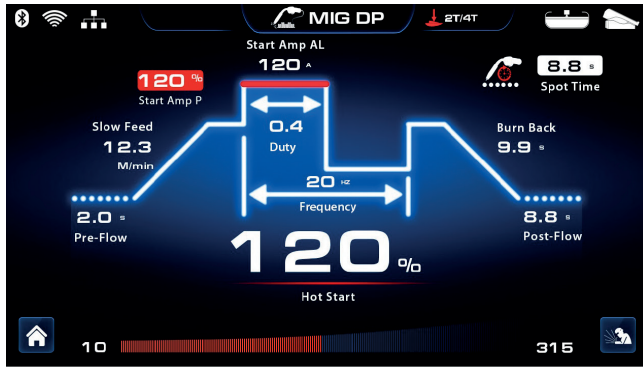 MIG DP
2T/4T
Start Amp AL
120 A
120 %
Start Amp P
8.8 s
Spot Time
Slow Feed
12.3
M/min
0.4
Duty
Burn Back
9.9 s
20 HZ
Frequency
2.0 s
Pre-Flow
8.8 s
Post-Flow
120 %
Hot Start
10
315